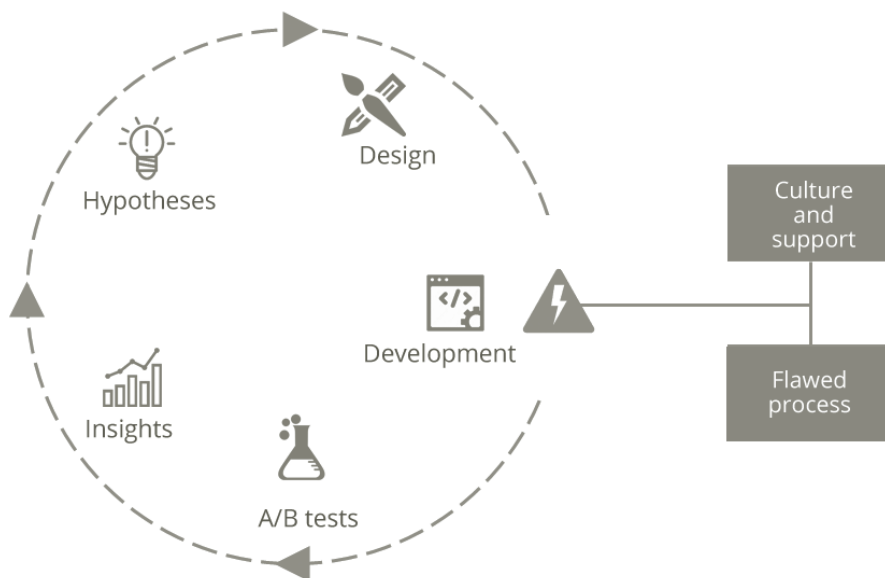 Design
Hypotheses
Culture
and
support
</>
Development
Flawed
process
Insights
A/B tests